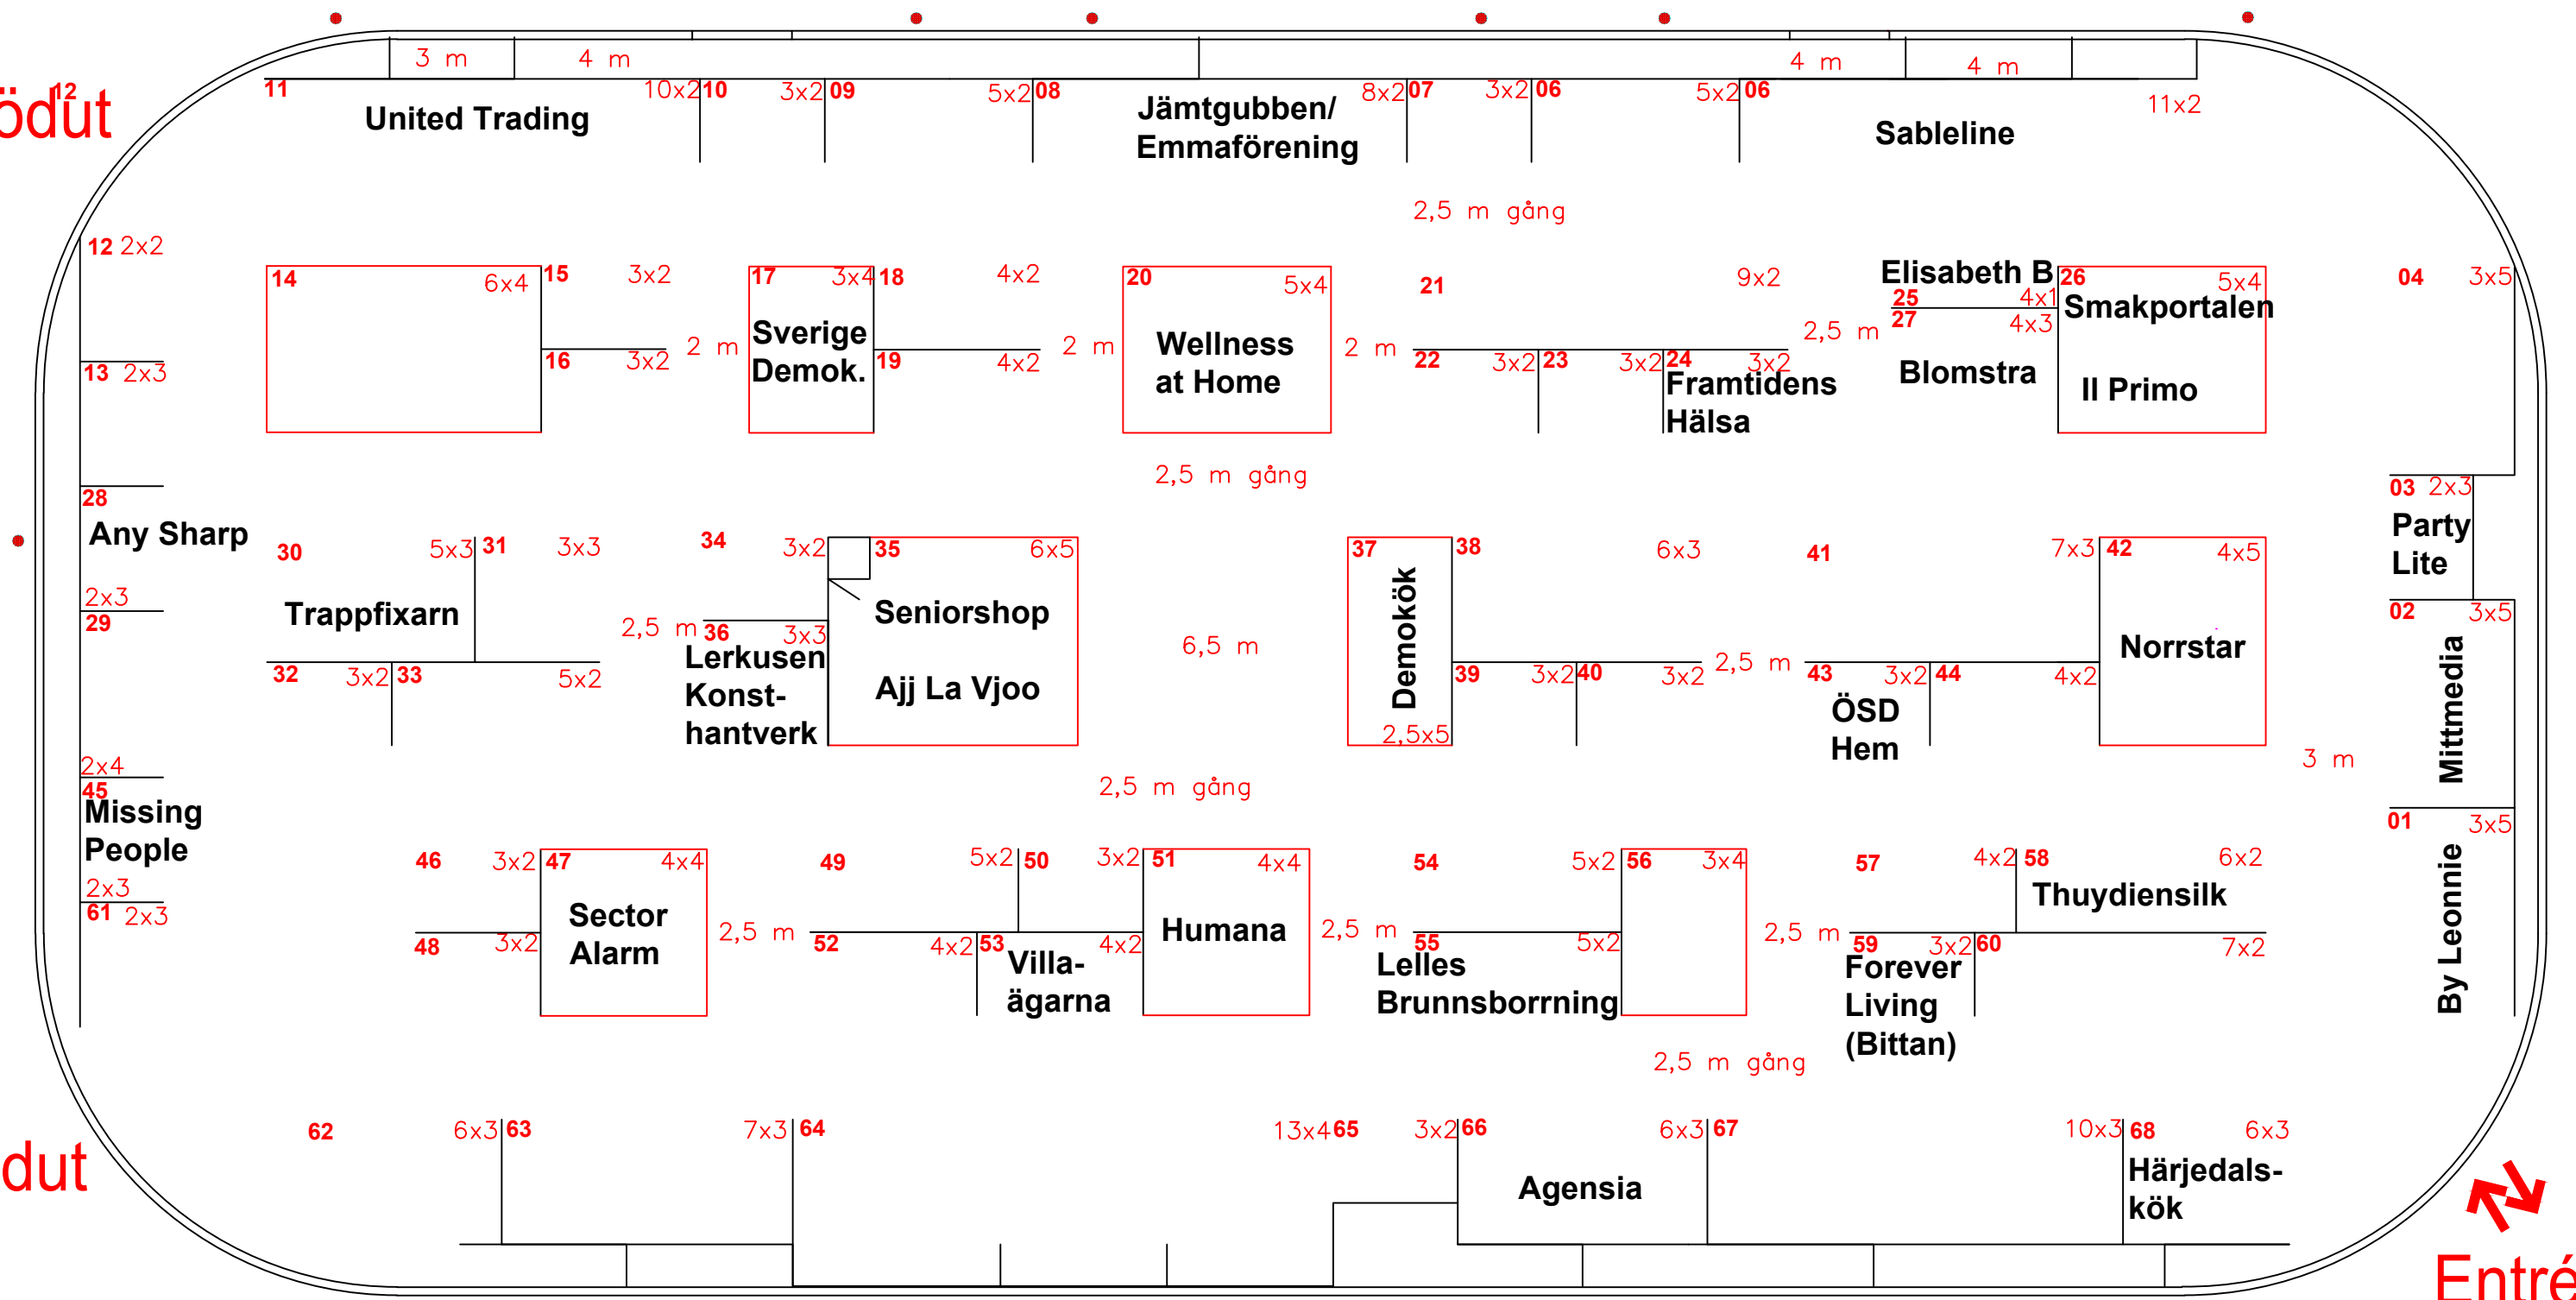 3 m
4 m
4 m
4 m
ödut
12
11
10x2
10
3x2
09
5x2
08
8x2
07
3x2
06
5x2
06
11x2
United Trading
Jämtgubben/
Emmaförening
Sableline
2,5 m gång
12 2x2
13 2x3
14
6x4
15
3x2
16
3x2
2 m
17
3x4
Sverige
Demok.
18
4x2
19
4x2
2 m
20
5x4
Wellness
at Home
2 m
21
9x2
22
3x2
23
3x2
24
3x2
Framtidens
Hälsa
2,5 m
Elisabeth B
25
4x1
27
4x3
Blomstra
26
5x4
Smakportalen
Il Primo
04
3x5
2,5 m gång
03 2x3
Party
Lite
28
Any Sharp
2x3
29
2x4
30
5x3
Trappfixarn
31
3x3
32
3x2
33
5x2
2,5 m
34
3x2
36
3x3
Lerkusen
Konst-
hantverk
35
6x5
Seniorshop
Ajj La Vjoo
6,5 m
37
Demokök
2,5x5
38
6x3
39
3x2
40
3x2
2,5 m
41
7x3
43
3x2
ÖSD
Hem
44
4x2
42
4x5
Norrstar
02
3x5
Mittmedia
3 m
2,5 m gång
45
Missing
People
2x3
61 2x3
46
3x2
48
3x2
47
4x4
Sector
Alarm
2,5 m
49
5x2
50
3x2
52
4x2
53
4x2
Villa-
ägarna
51
4x4
Humana
2,5 m
54
5x2
55
5x2
Lelles
Brunnsborrning
56
3x4
2,5 m
57
4x2
58
6x2
Thuydiensilk
59
3x2
Forever
Living
(Bittan)
60
7x2
01
3x5
By Leonnie
2,5 m gång
62
6x3
63
7x3
64
13x4
65
3x2
66
6x3
Agensia
67
10x3
68
6x3
Härjedals-
kök
dut
Entré